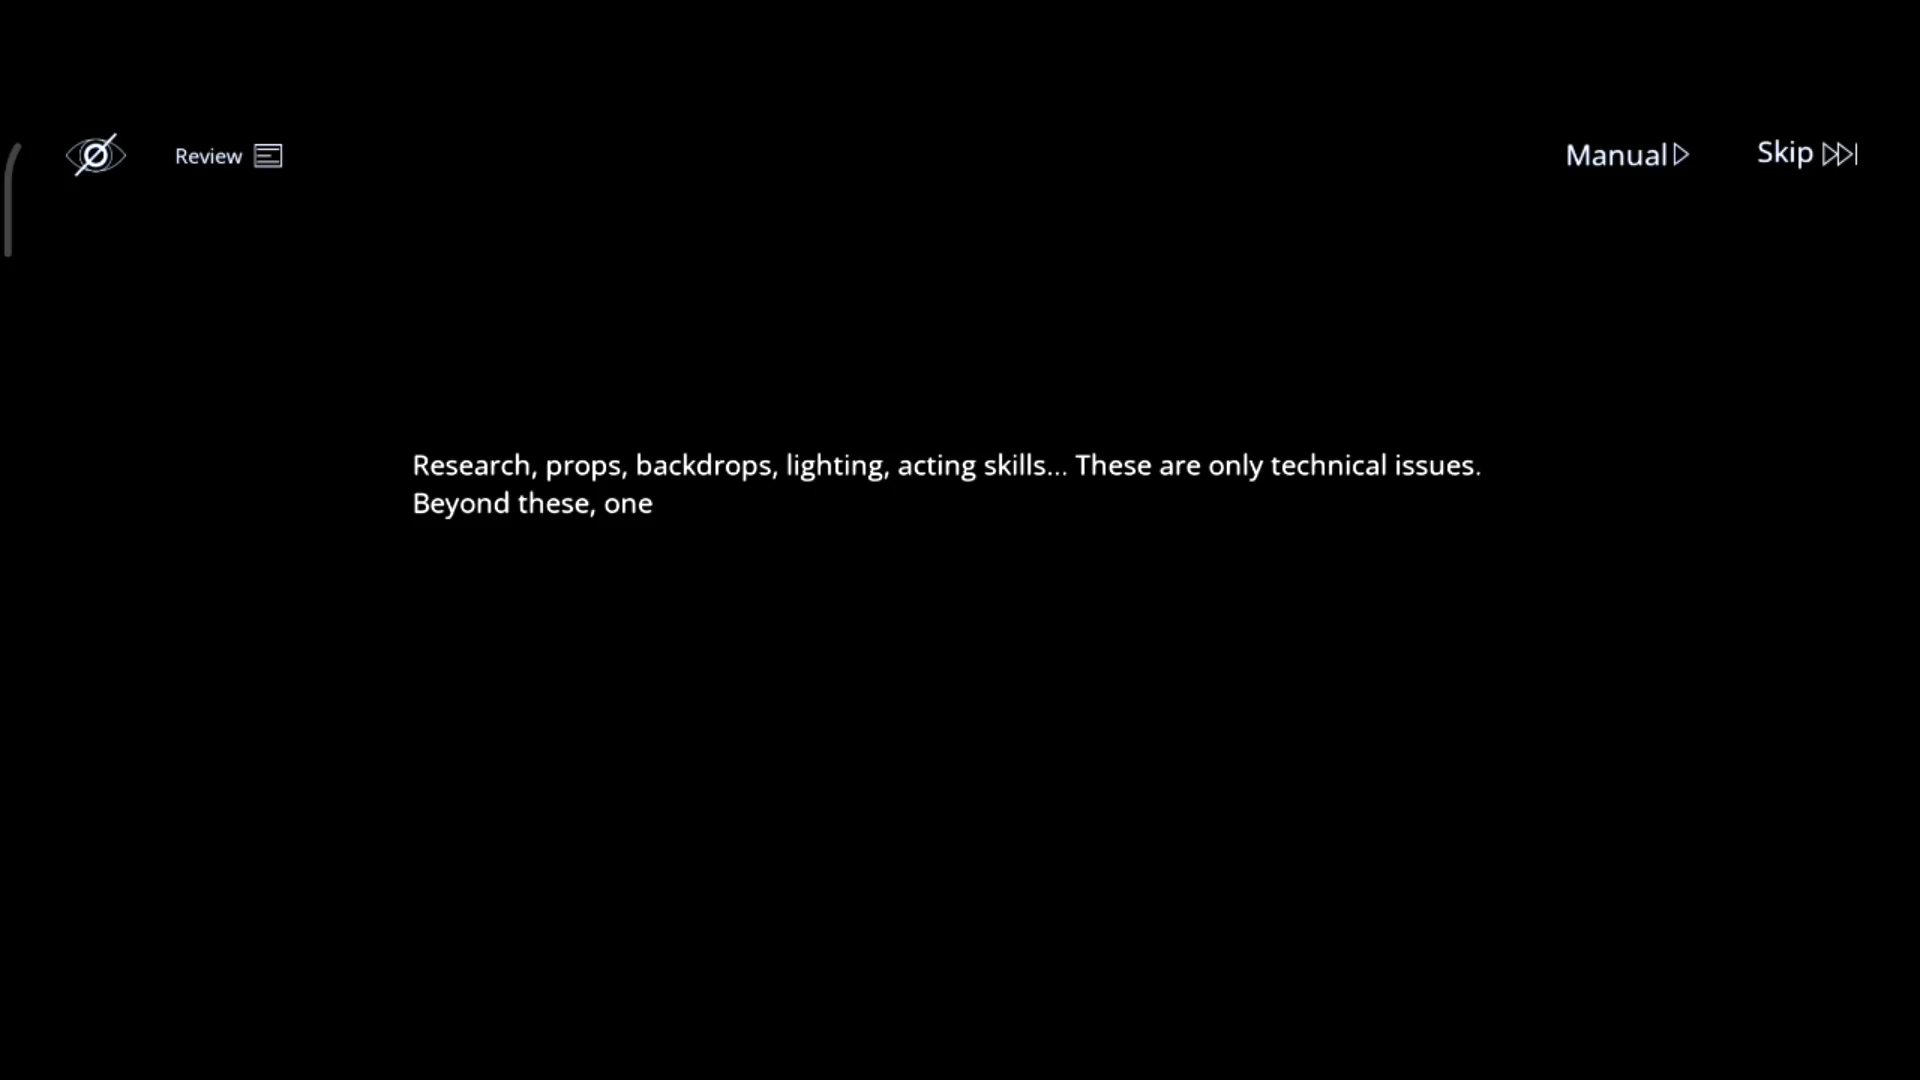 Review
Manual
Skip
Research, props, backdrops, lighting, acting skills... These are only technical issues.
Beyond these, one